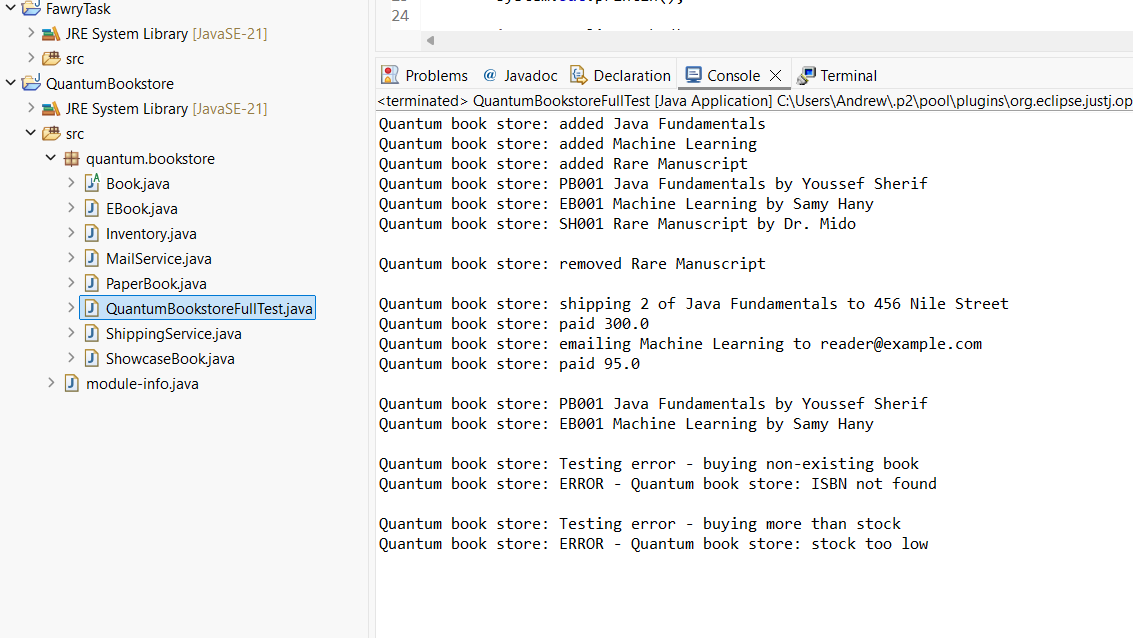 FawryTask
JRE System Library [JavaSE-21]
src
QuantumBookstore
JRE System Library [JavaSE-21]
src
quantum.bookstore
Book.java
EBook.java
Inventory.java
MailService.java
PaperBook.java
QuantumBookstoreFullTest.java
ShippingService.java
ShowcaseBook.java
module-info.java
24
Problems @ Javadoc Declaration Console Terminal
<terminated> QuantumBookstoreFullTest [Java Application] C:\Users\Andrew\.p2\pool\plugins\org.eclipse.justj.op
Quantum book store: added Java Fundamentals
Quantum book store: added Machine Learning
Quantum book store: added Rare Manuscript
Quantum book store: PB001 Java Fundamentals by Youssef Sherif
Quantum book store: EB001 Machine Learning by Samy Hany
Quantum book store: SH001 Rare Manuscript by Dr. Mido
Quantum book store: removed Rare Manuscript
Quantum book store: shipping 2 of Java Fundamentals to 456 Nile Street
Quantum book store: paid 300.0
Quantum book store: emailing Machine Learning to reader@example.com
Quantum book store: paid 95.0
Quantum book store: PB001 Java Fundamentals by Youssef Sherif
Quantum book store: EB001 Machine Learning by Samy Hany
Quantum book store: Testing error - buying non-existing book
Quantum book store: ERROR - Quantum book store: ISBN not found
Quantum book store: Testing error - buying more than stock
Quantum book store: ERROR - Quantum book store: stock too low